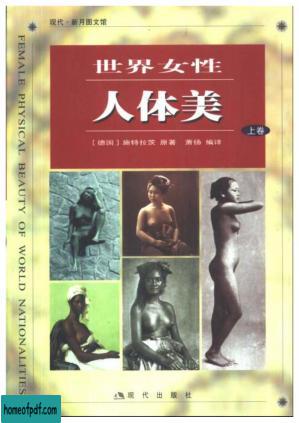 现代·新月图文馆
世界女性
人体美
上卷
[德国]施特拉茨 原著 萧扬 编译
FEMALE PHYSICAL BEAUTY OF WORLD NATIONALITIES
现代出版社
homeofpdf.com